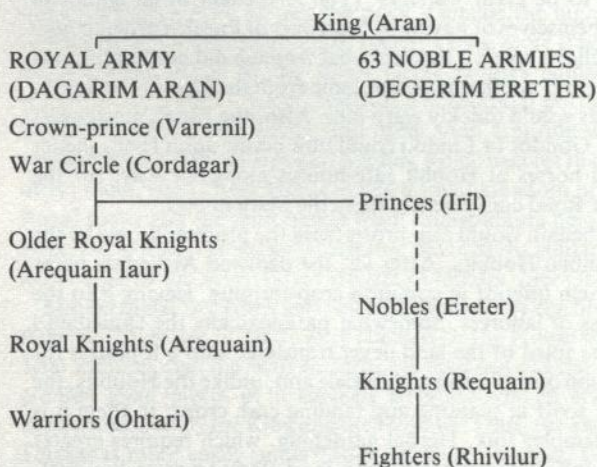 King (Aran)
ROYAL ARMY
(DAGARIM ARAN)
63 NOBLE ARMIES
(DEGERÍM ERETER)
Crown-prince (Varernil)
War Circle (Cordagar)
Princes (Iríl)
Older Royal Knights
(Arequain Iaur)
Nobles (Ereter)
Royal Knights (Arequain)
Knights (Requain)
Warriors (Ohtari)
Fighters (Rhivilur)